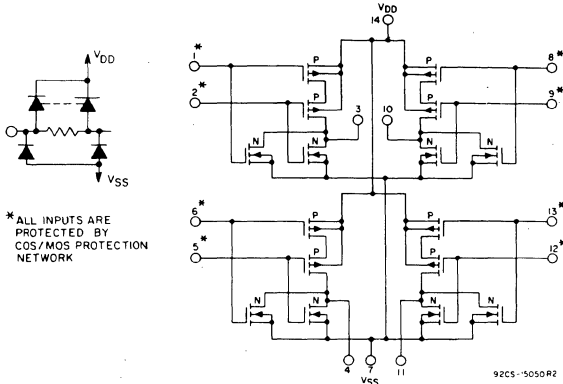 VDD
VSS
* ALL INPUTS ARE
PROTECTED BY
COS/MOS PROTECTION
NETWORK
VDD
14
1*
2*
P
P
N
N
3
10
P
P
N
N
8*
9*
6*
5*
P
P
N
N
P
P
N
N
13*
12*
4
7
VSS
11
92CS-15050R2